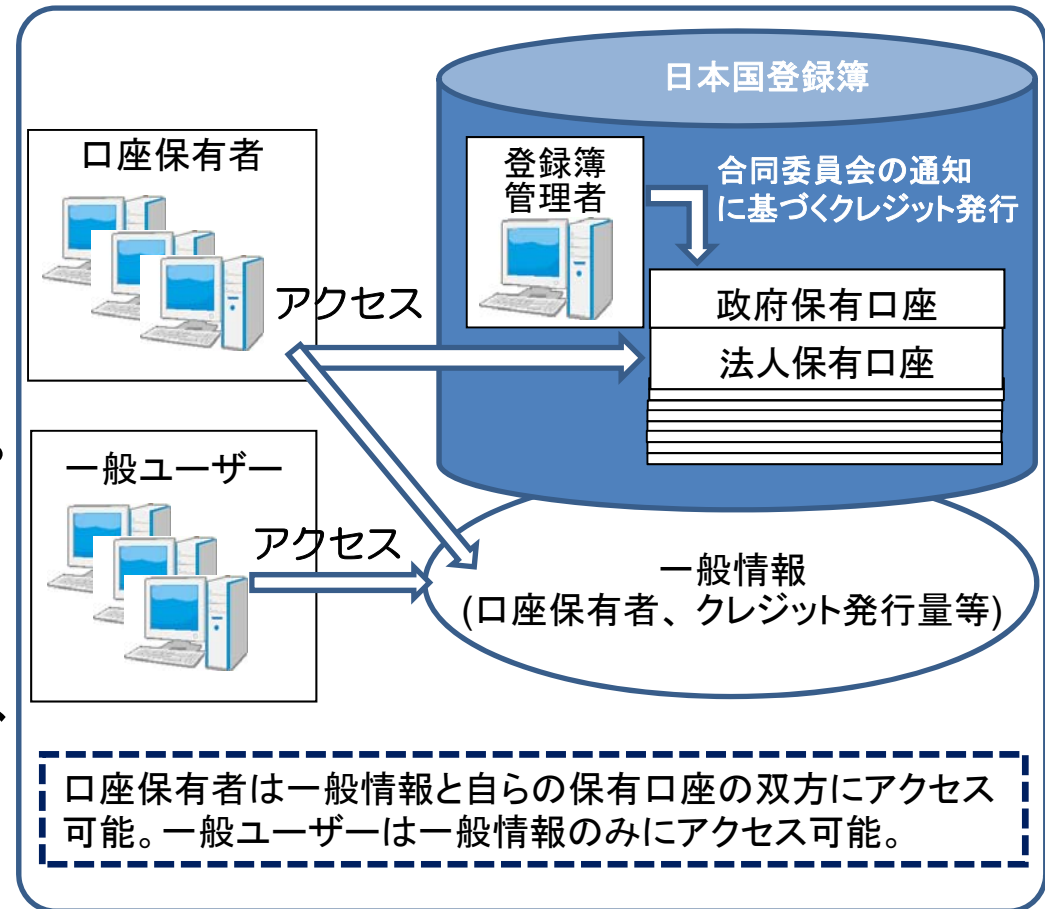 日本国登録簿
口座保有者
登録簿
管理者
合同委員会の通知
に基づくクレジット発行
アクセス
政府保有口座
法人保有口座
一般ユーザー
アクセス
一般情報
(口座保有者、クレジット発行量等)
口座保有者は一般情報と自らの保有口座の双方にアクセス
可能。一般ユーザーは一般情報のみにアクセス可能。